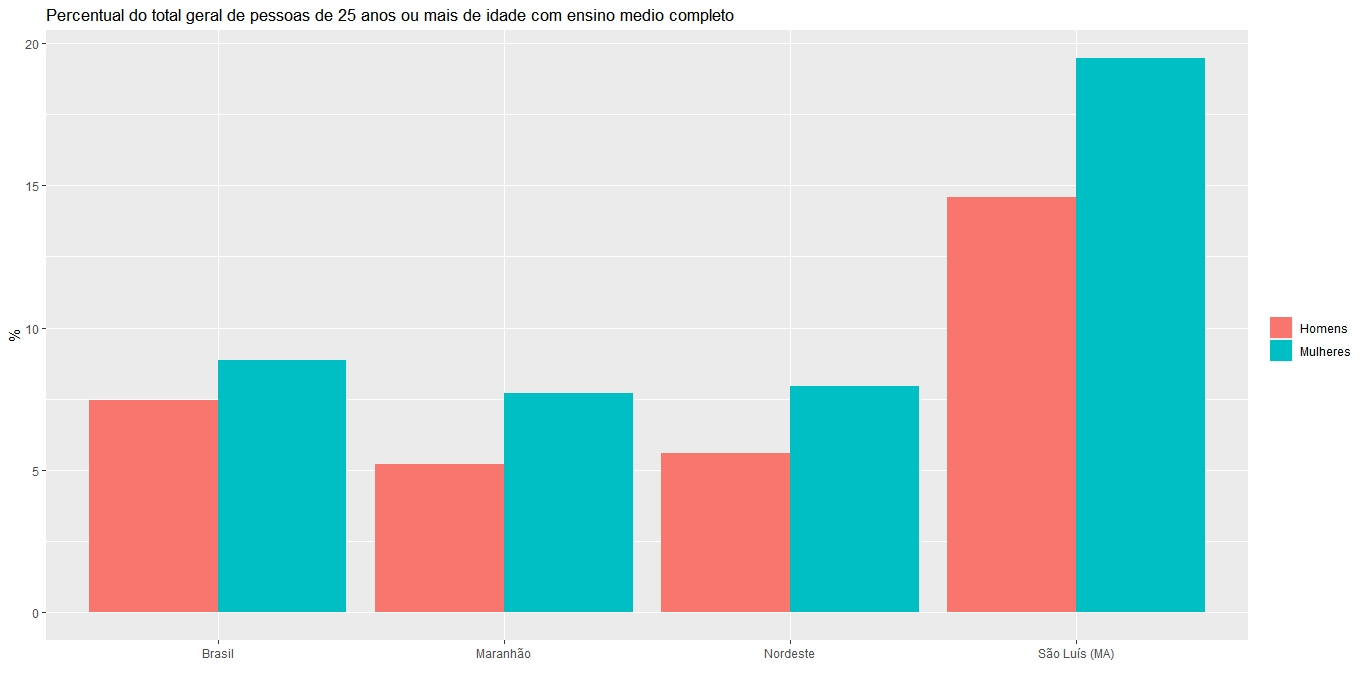 Percentual do total geral de pessoas de 25 anos ou mais de idade com ensino medio completo
20
15
10
5
0
%
Brasil
Maranhão
Nordeste
São Luís (MA)
Homens
Mulheres